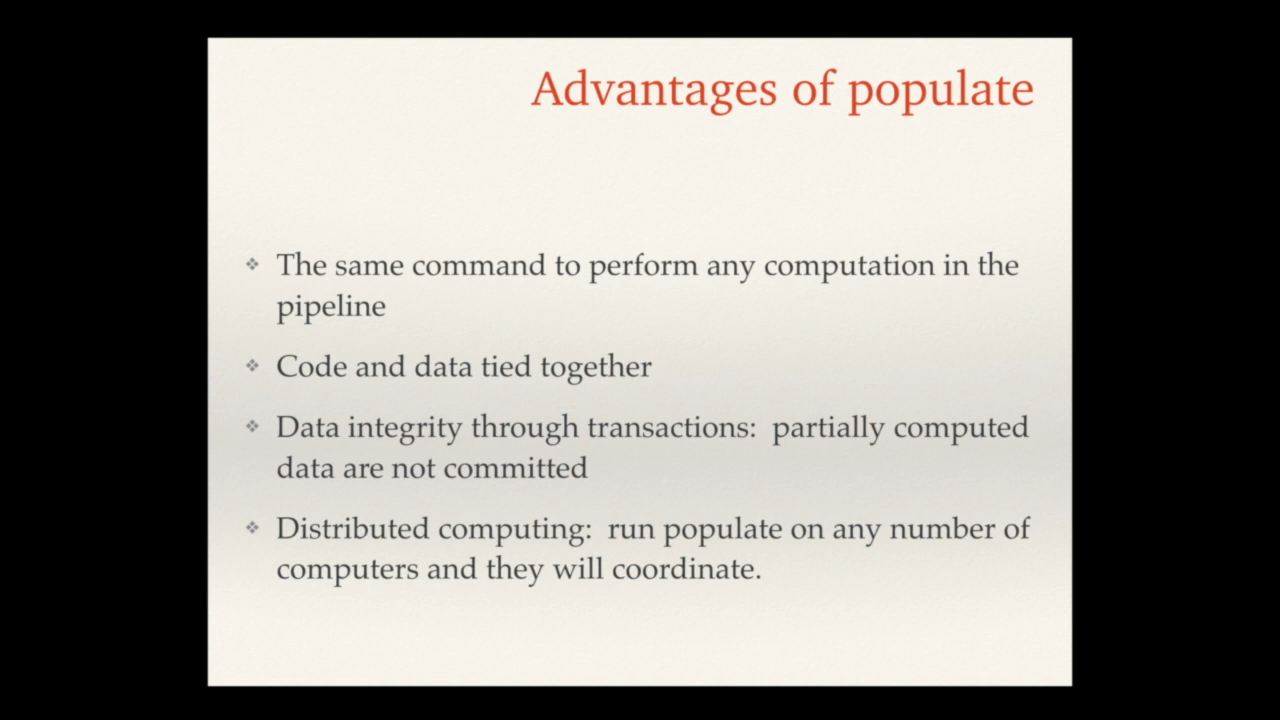 Advantages of populate
❖ The same command to perform any computation in the
pipeline
❖ Code and data tied together
❖ Data integrity through transactions: partially computed
data are not committed
❖ Distributed computing: run populate on any number of
computers and they will coordinate.